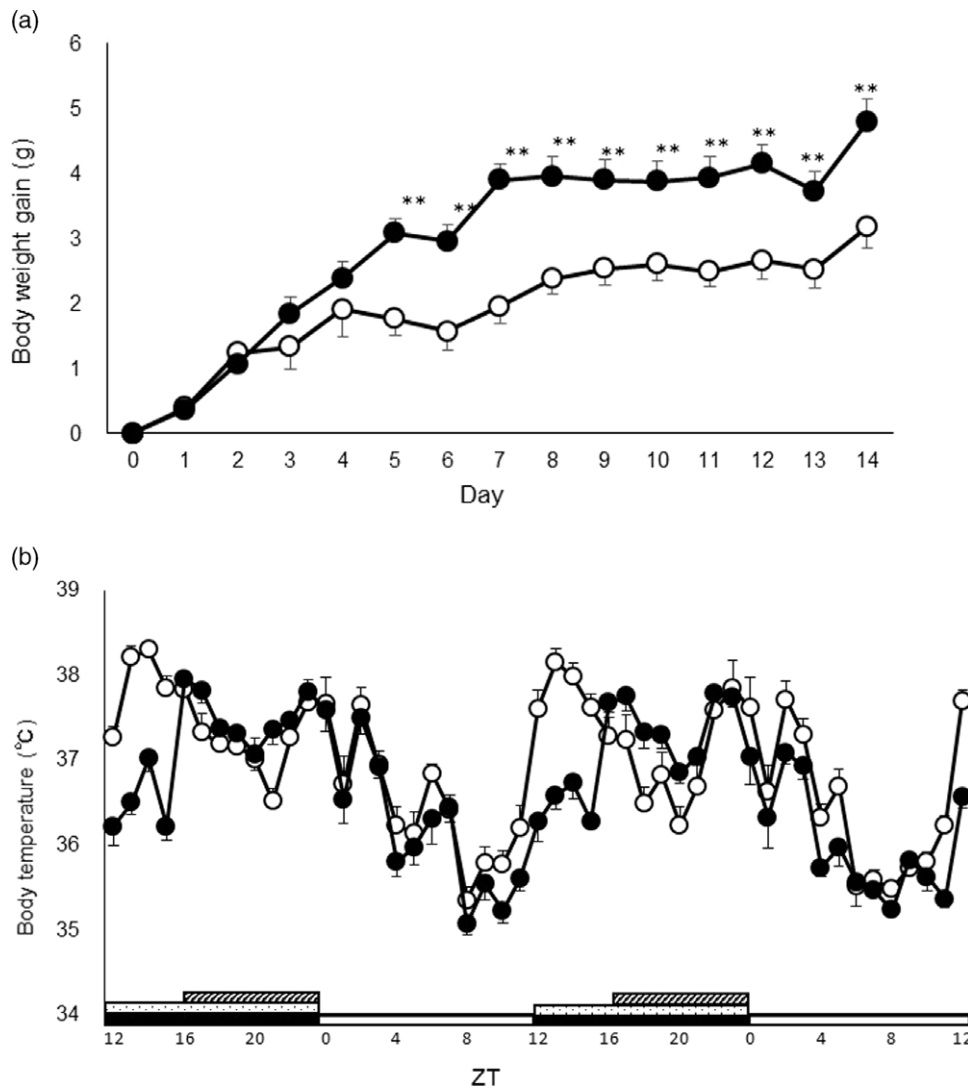 (a)
6
5
4
3
2
1
0
Body weight gain (g)
** ** ** ** ** ** ** ** ** **
0 1 2 3 4 5 6 7 8 9 10 11 12 13 14
Day
(b)
39
38
37
36
35
34
Body temperature (℃)
12 16 20 0 4 8 12 16 20 0 4 8 12
ZT